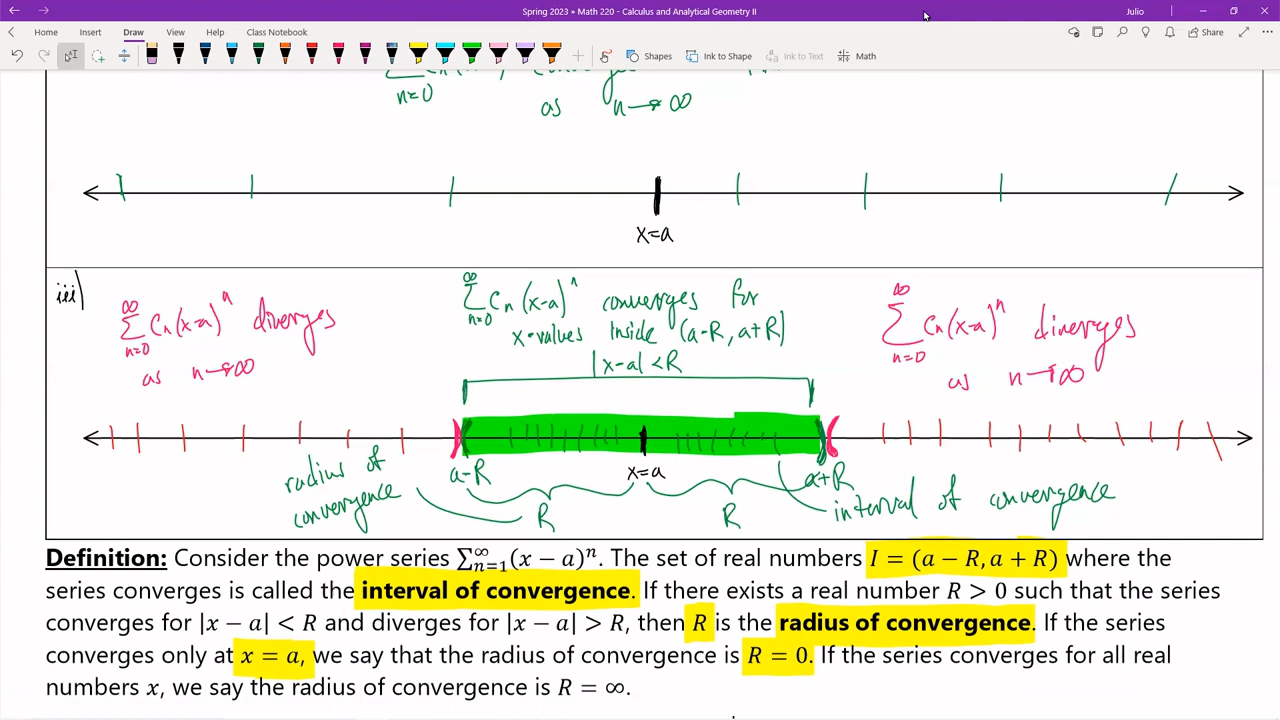 Spring 2023 » Math 220 - Calculus and Analytical Geometry II
Julio
Home Insert Draw View Help Class Notebook
Share
Shapes Ink to Shape Ink to Text Math
n=0
as n→∞
x=a
iii)
∞
∑ Cn(x-a)^n diverges
n=0
as n→∞
∞
∑ Cn(x-a)^n converges for
n=0
x-values inside (a-R, a+R)
|x-a| < R
∞
∑ Cn(x-a)^n diverges
n=0
as n→∞
a-R
x=a
a+R
radius of
convergence
R
R
interval of convergence
Definition: Consider the power series ∑_{n=1}^{∞}(x − a)^n. The set of real numbers I = (a − R, a + R) where the
series converges is called the interval of convergence. If there exists a real number R > 0 such that the series
converges for |x − a| < R and diverges for |x − a| > R, then R is the radius of convergence. If the series
converges only at x = a, we say that the radius of convergence is R = 0. If the series converges for all real
numbers x, we say the radius of convergence is R = ∞.